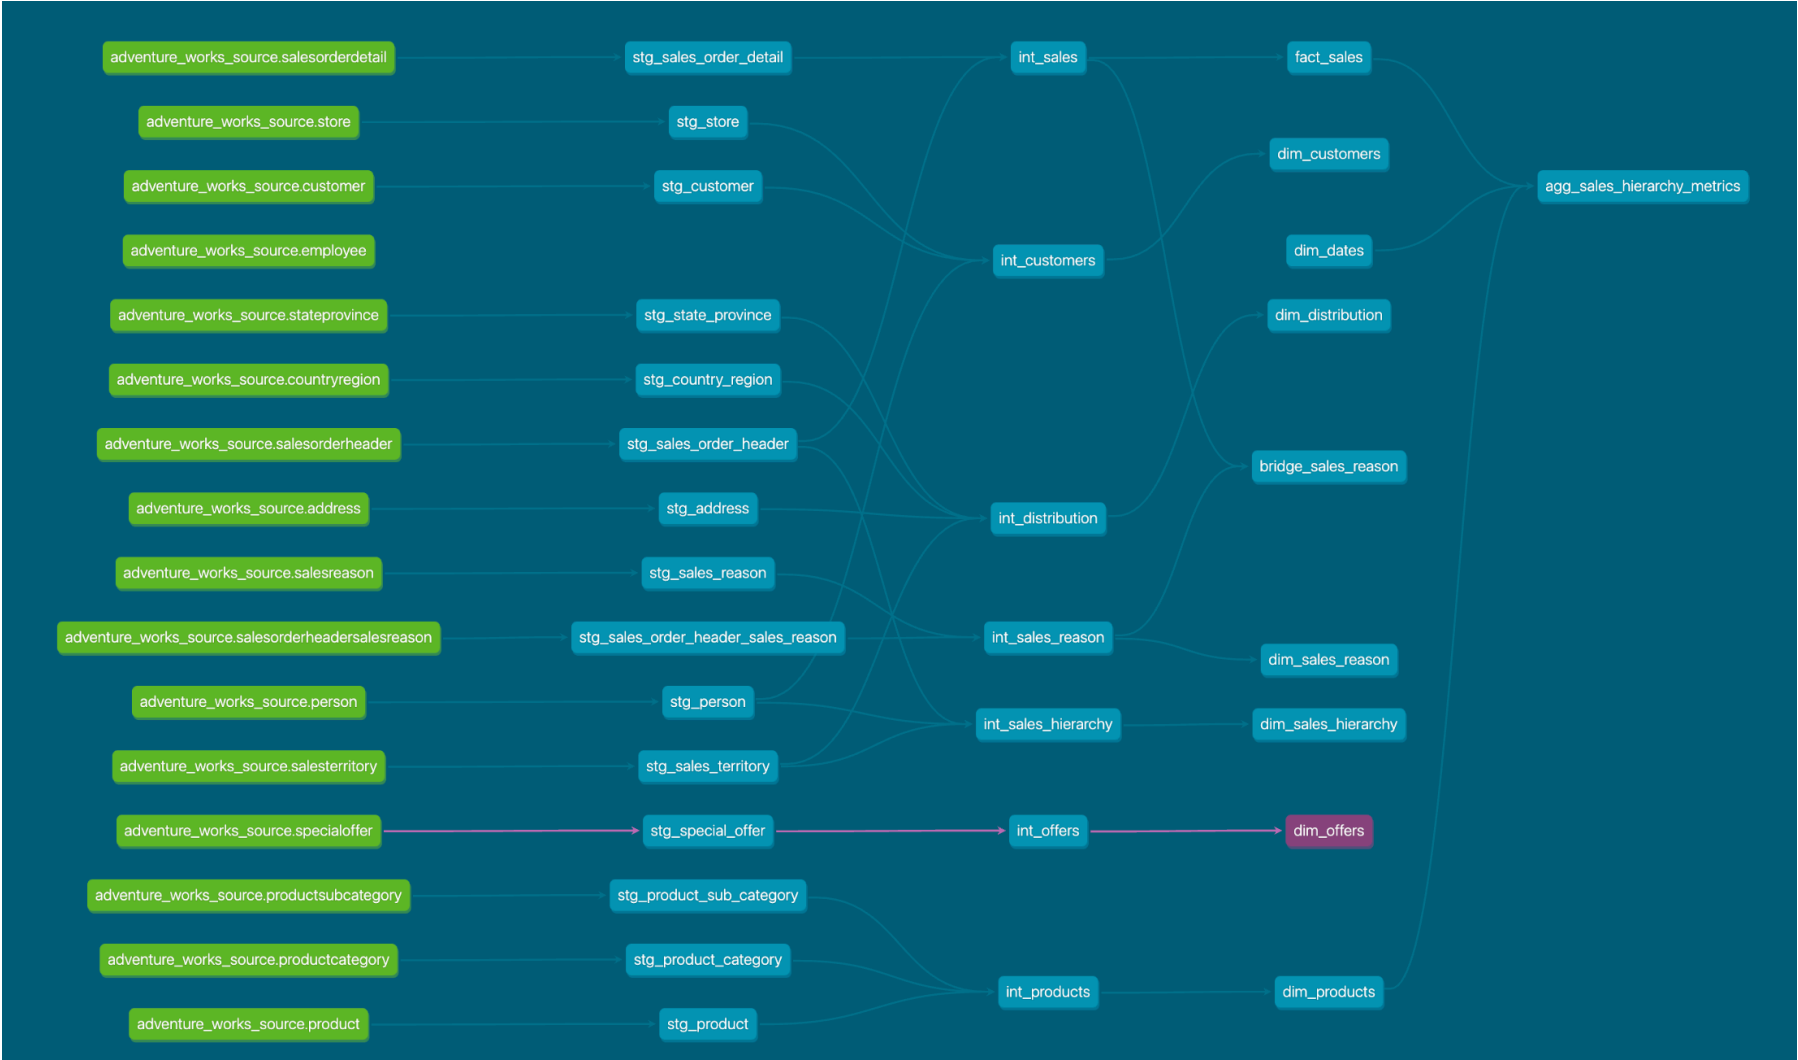 adventure_works_source.salesorderdetail
stg_sales_order_detail
int_sales
fact_sales
adventure_works_source.store
stg_store
dim_customers
adventure_works_source.customer
stg_customer
agg_sales_hierarchy_metrics
adventure_works_source.employee
int_customers
dim_dates
adventure_works_source.stateprovince
stg_state_province
dim_distribution
adventure_works_source.countryregion
stg_country_region
adventure_works_source.salesorderheader
stg_sales_order_header
bridge_sales_reason
adventure_works_source.address
stg_address
int_distribution
adventure_works_source.salesreason
stg_sales_reason
adventure_works_source.salesorderheadersalesreason
stg_sales_order_header_sales_reason
int_sales_reason
dim_sales_reason
adventure_works_source.person
stg_person
int_sales_hierarchy
dim_sales_hierarchy
adventure_works_source.salesterritory
stg_sales_territory
adventure_works_source.specialoffer
stg_special_offer
int_offers
dim_offers
adventure_works_source.productsubcategory
stg_product_sub_category
adventure_works_source.productcategory
stg_product_category
int_products
dim_products
adventure_works_source.product
stg_product